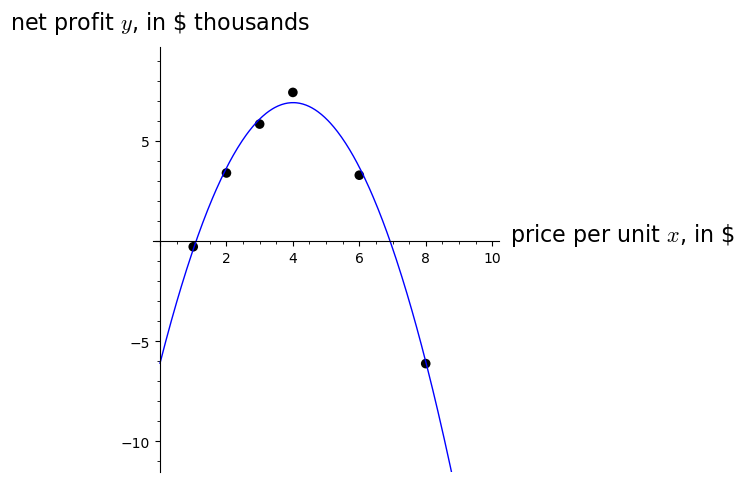 net profit y, in $ thousands
5
price per unit x, in $
2 4 6 8 10
−5
−10